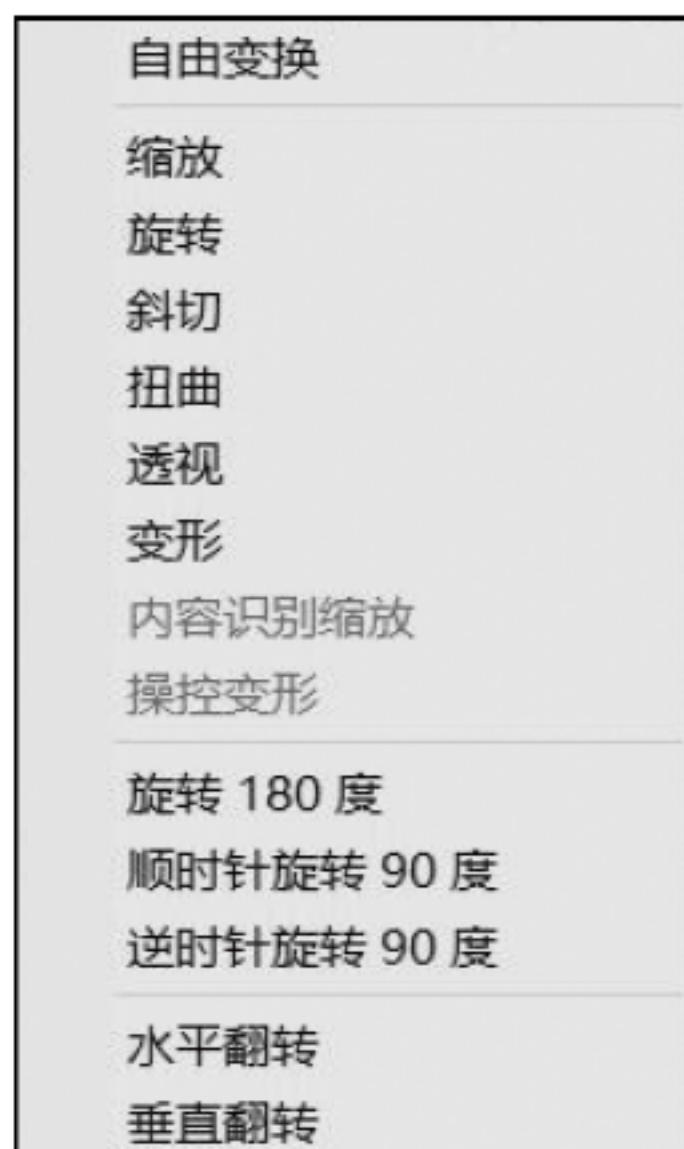 自由变换
缩放
旋转
斜切
扭曲
透视
变形
内容识别缩放
操控变形
旋转 180 度
顺时针旋转 90 度
逆时针旋转 90 度
水平翻转
垂直翻转